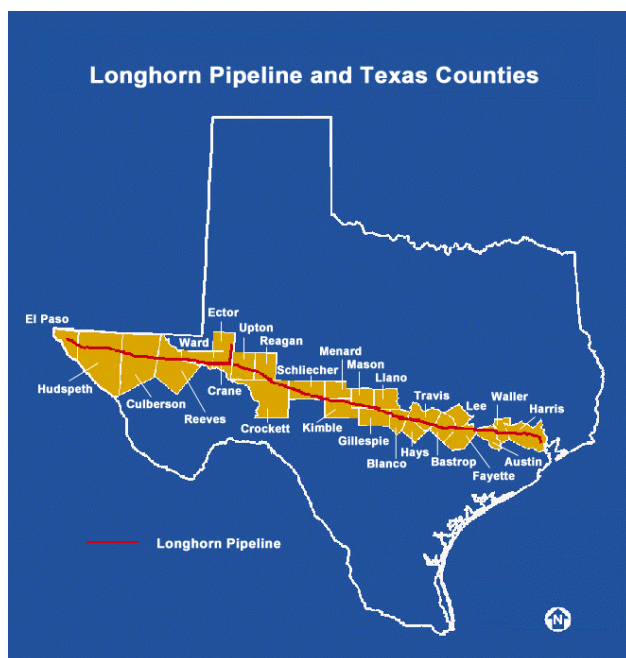 Longhorn Pipeline and Texas Counties
El Paso
Ector
Upton
Reagan
Ward
Schliecher
Menard
Mason
Llano
Hudspeth
Culberson
Reeves
Crane
Crockett
Kimble
Gillespie
Blanco
Travis
Hays
Bastrop
Lee
Fayette
Waller
Austin
Harris
Longhorn Pipeline
N